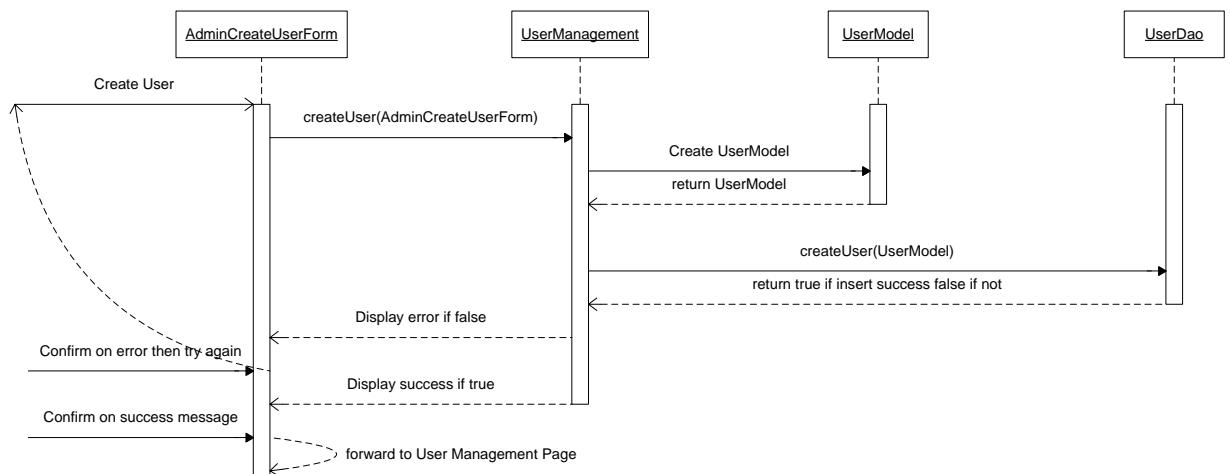 AdminCreateUserForm
UserManagement
UserModel
UserDao
Create User
createUser(AdminCreateUserForm)
Create UserModel
return UserModel
createUser(UserModel)
return true if insert success false if not
Display error if false
Confirm on error then try again
Display success if true
Confirm on success message
forward to User Management Page